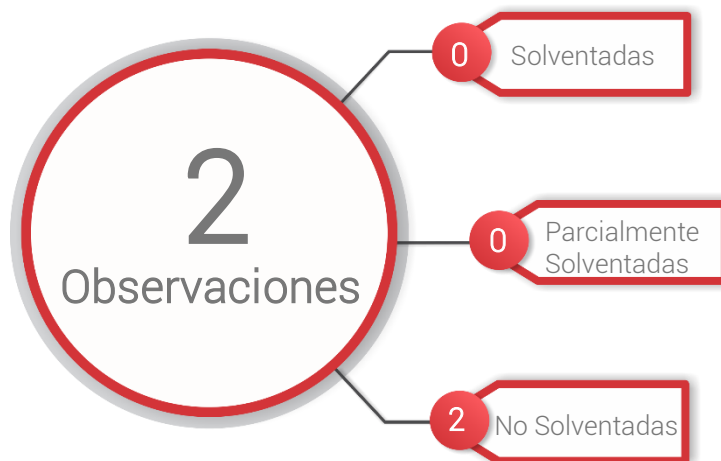 2
Observaciones
0
Solventadas
0
Parcialmente
Solventadas
2
No Solventadas